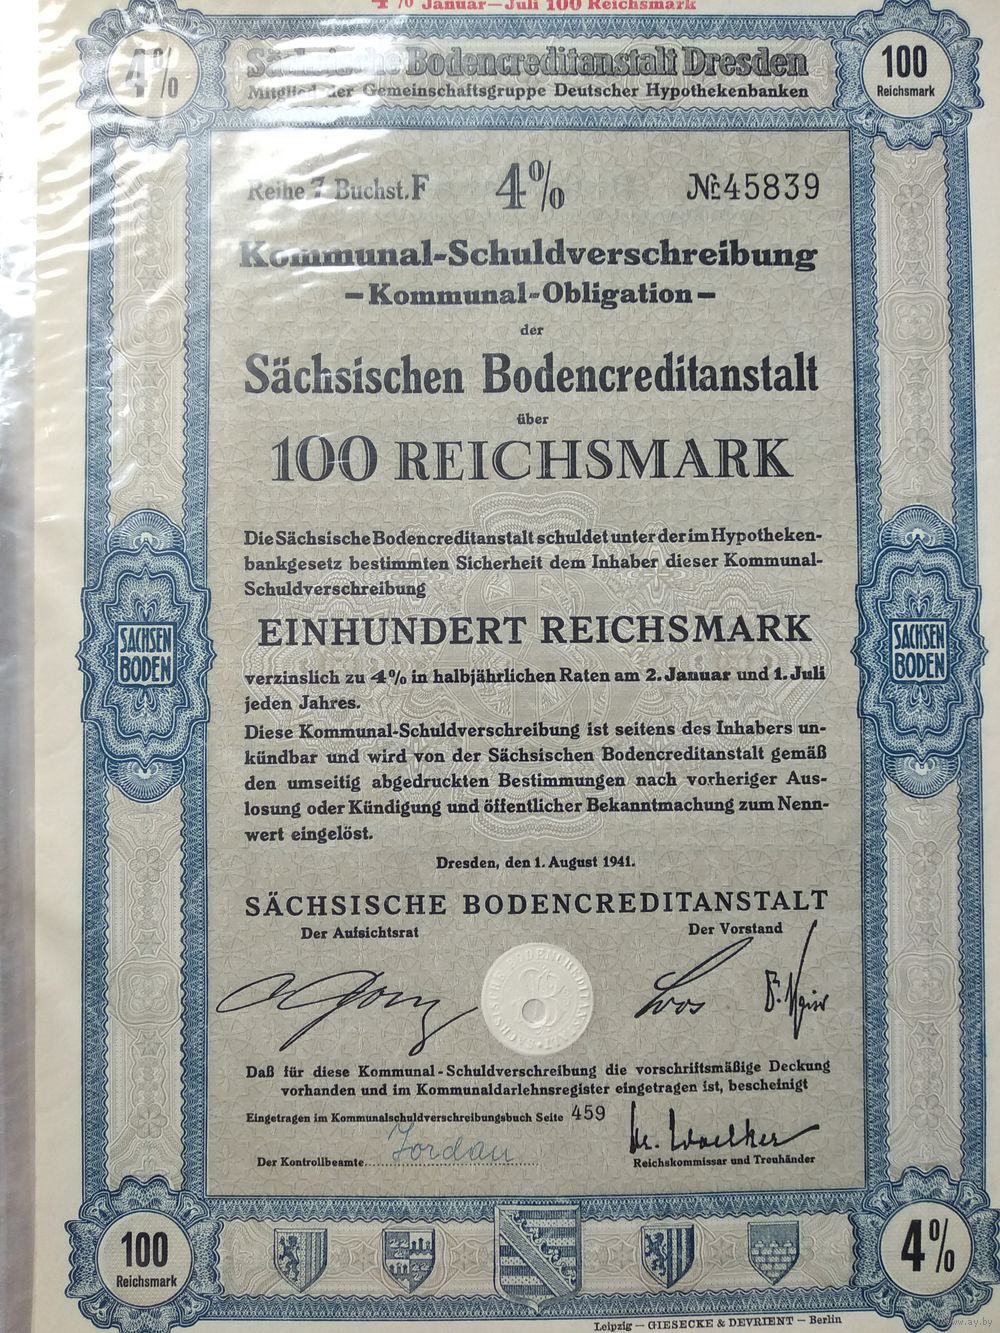 4% Januar—Juli 100 Reichsmark
4%
Sächsische Bodencreditanstalt Dresden
Mitglied der Gemeinschaftsgruppe Deutscher Hypothekenbanken
100
Reichsmark
Reihe 7 Buchst. F 4% № 45839
Kommunal-Schuldverschreibung
– Kommunal-Obligation –
der
Sächsischen Bodencreditanstalt
über
100 REICHSMARK
Die Sächsische Bodencreditanstalt schuldet unter der im Hypotheken-
bankgesetz bestimmten Sicherheit dem Inhaber dieser Kommunal-
Schuldverschreibung
EINHUNDERT REICHSMARK
verzinslich zu 4% in halbjährlichen Raten am 2. Januar und 1. Juli
jeden Jahres.
Diese Kommunal-Schuldverschreibung ist seitens des Inhabers un-
kündbar und wird von der Sächsischen Bodencreditanstalt gemäß
den umseitig abgedruckten Bestimmungen nach vorheriger Aus-
losung oder Kündigung und öffentlicher Bekanntmachung zum Nenn-
wert eingelöst.
SACHSEN
BODEN
SACHSEN
BODEN
Dresden, den 1. August 1941.
SÄCHSISCHE BODENCREDITANSTALT
Der Aufsichtsrat Der Vorstand
Daß für diese Kommunal-Schuldverschreibung die vorschriftsmäßige Deckung
vorhanden und im Kommunaldarlehnsregister eingetragen ist, bescheinigt
Eingetragen im Kommunalschuldverschreibungsbuch Seite 459
Der Kontrollbeamte Jordan
Reichskommissar und Treuhänder
100
Reichsmark
4%
Leipzig – GIESECKE & DEVRIENT – Berlin
www.ay.by